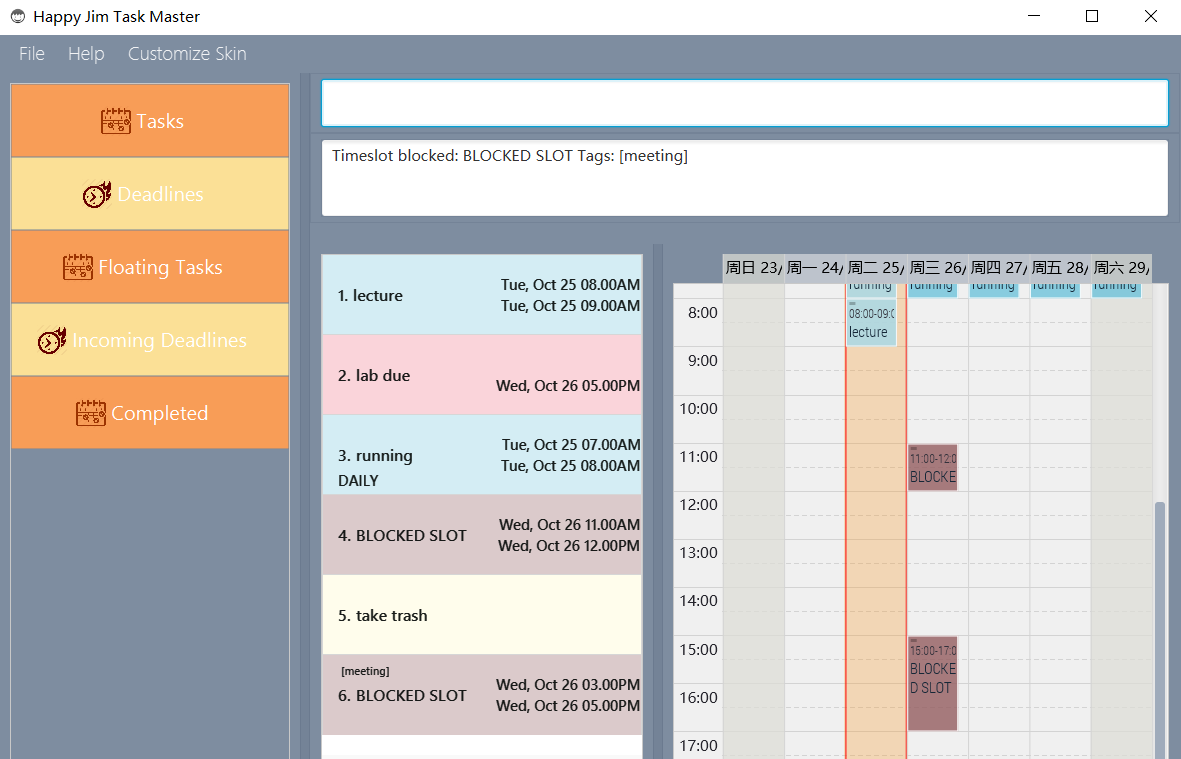 Happy Jim Task Master
File Help Customize Skin
Tasks
Deadlines
Floating Tasks
Incoming Deadlines
Completed
Timeslot blocked: BLOCKED SLOT Tags: [meeting]
1. lecture
Tue, Oct 25 08.00AM
Tue, Oct 25 09.00AM
2. lab due
Wed, Oct 26 05.00PM
3. running
DAILY
Tue, Oct 25 07.00AM
Tue, Oct 25 08.00AM
4. BLOCKED SLOT
Wed, Oct 26 11.00AM
Wed, Oct 26 12.00PM
5. take trash
[meeting]
6. BLOCKED SLOT
Wed, Oct 26 03.00PM
Wed, Oct 26 05.00PM
周日 23/ 周一 24/ 周二 25/ 周三 26/ 周四 27/ 周五 28/ 周六 29/
running running running running running
8:00
08:00-09:0
lecture
9:00
10:00
11:00
11:00-12:0
BLOCKE
12:00
13:00
14:00
15:00
15:00-17:0
BLOCKE
D SLOT
16:00
17:00